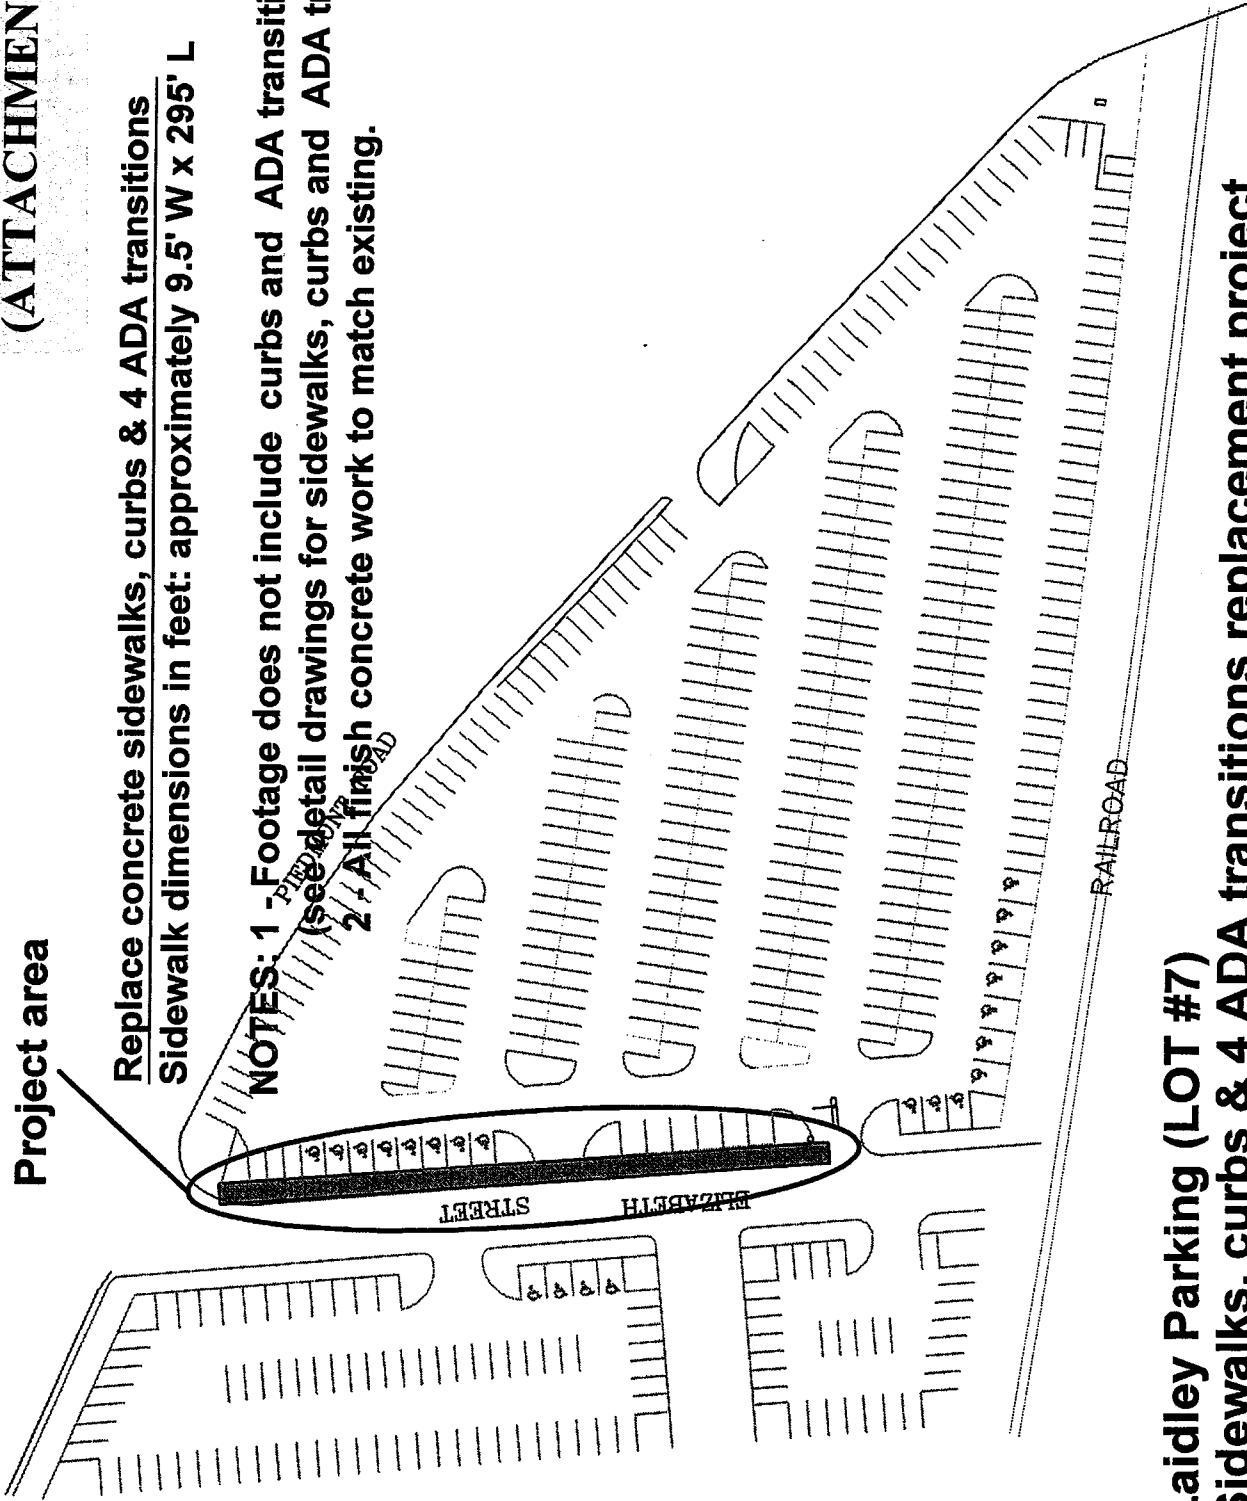 (ATTACHMEN
Project area
Replace concrete sidewalks, curbs & 4 ADA transitions
Sidewalk dimensions in feet: approximately 9.5' W x 295' L
NOTES: 1 - Footage does not include curbs and ADA transiti
(see detail drawings for sidewalks, curbs and ADA t
2 - All finish concrete work to match existing.
PIEDMONT ROAD
ELIZABETH
STREET
RAILROAD
aidley Parking (LOT #7)
Sidewalks, curbs & 4 ADA transitions replacement project